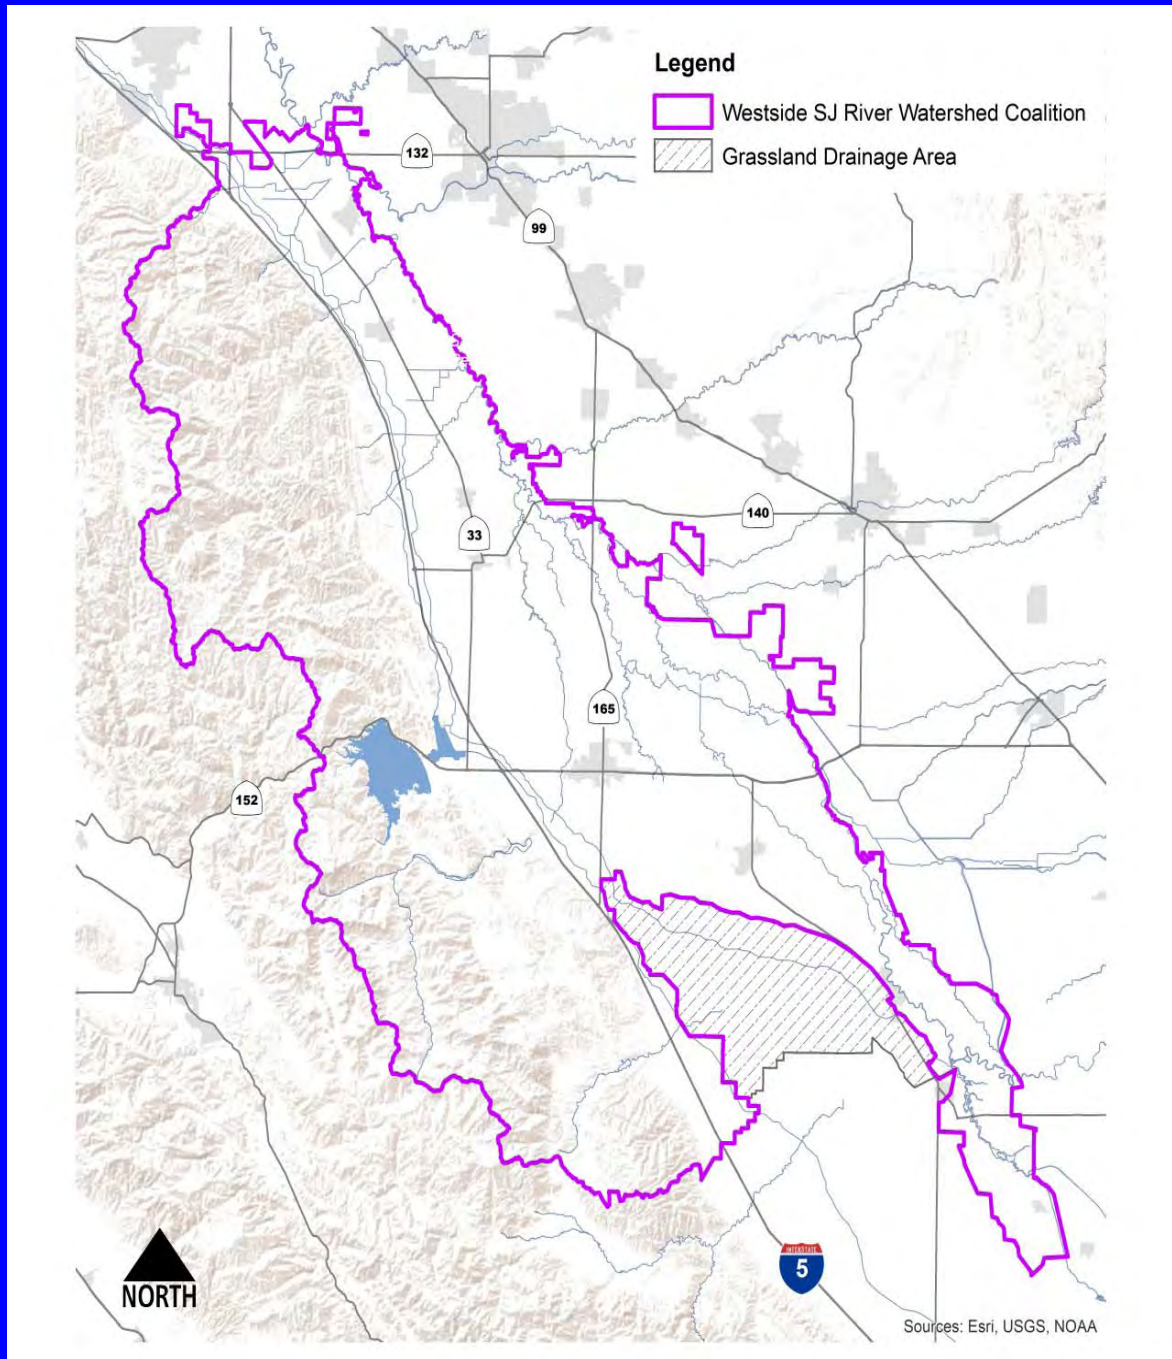 Legend
Westside SJ River Watershed Coalition
Grassland Drainage Area
132
99
140
33
165
152
INTERSTATE
5
NORTH
Sources: Esri, USGS, NOAA